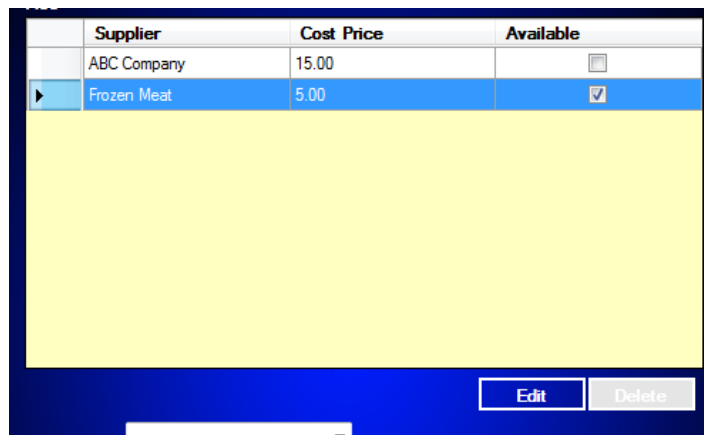 Supplier Cost Price Available
ABC Company 15.00
Frozen Meat 5.00
Edit Delete